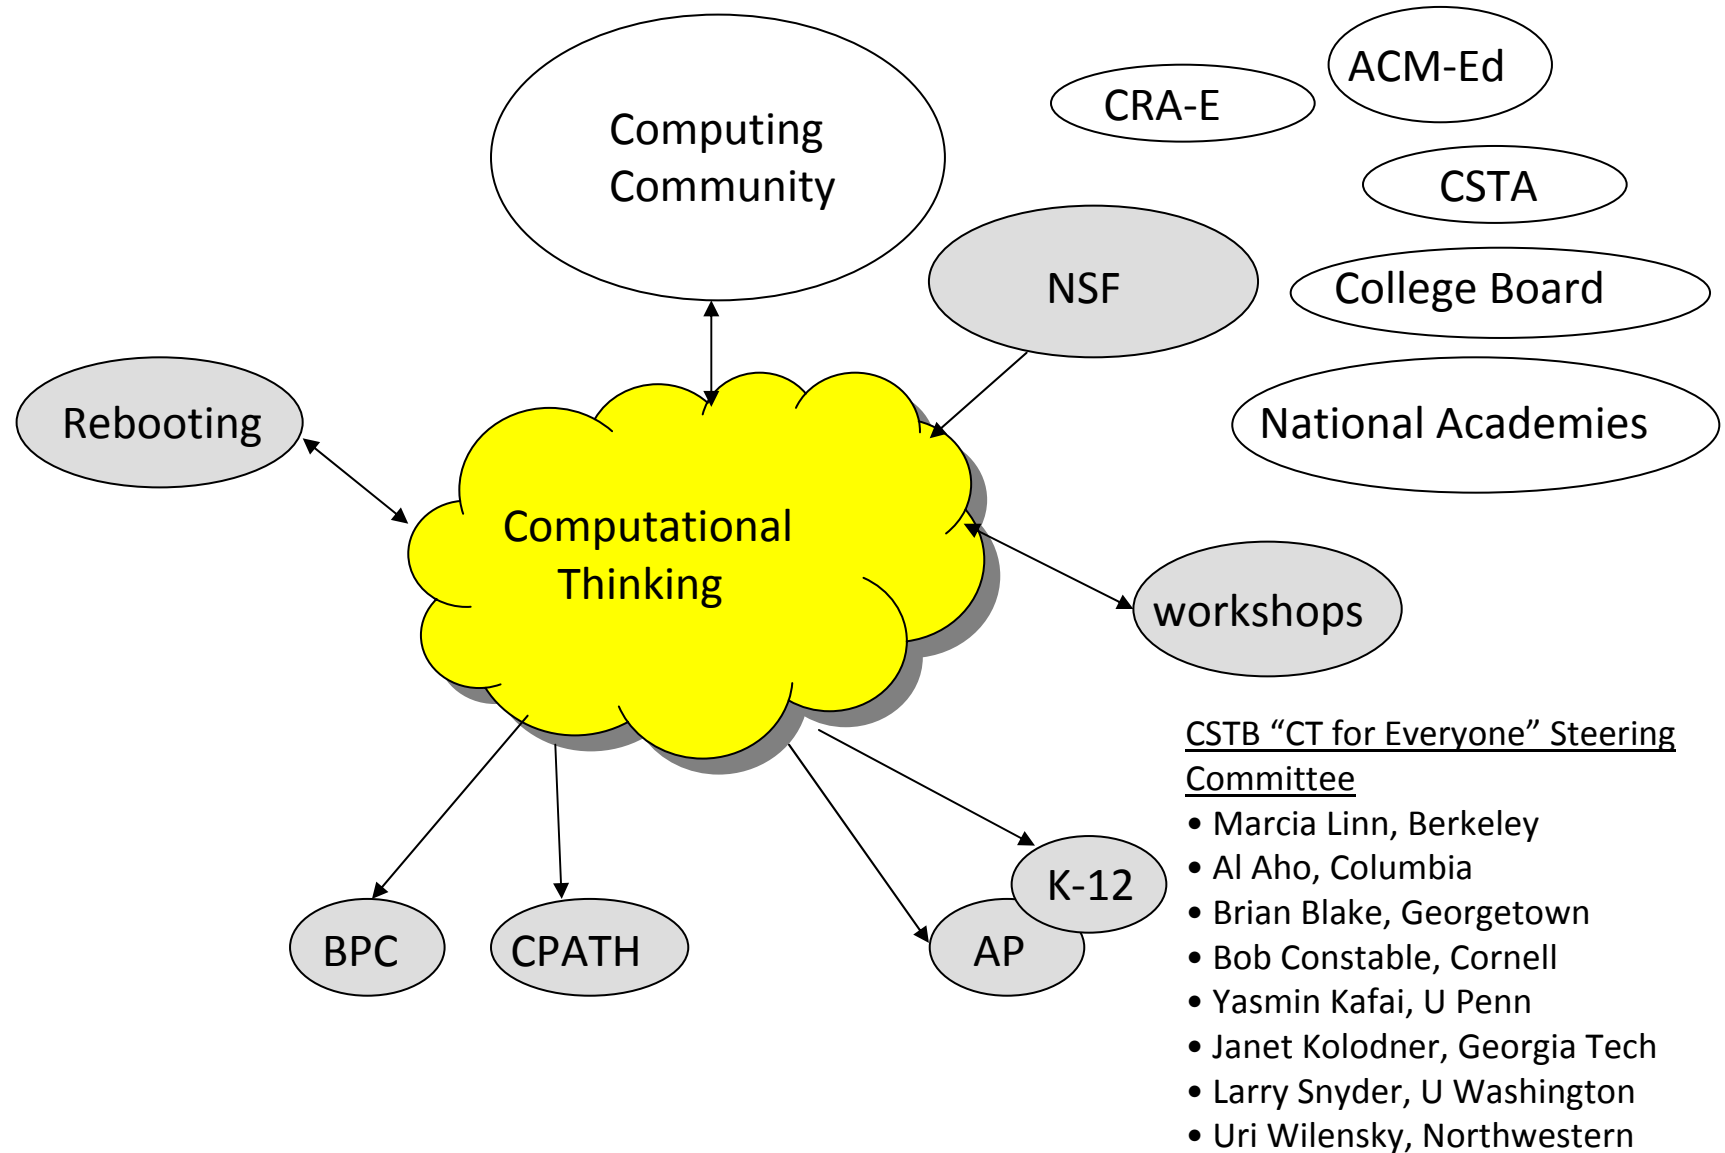 ACM-Ed
CRA-E
Computing
Community
CSTA
NSF
College Board
Rebooting
National Academies
Computational
Thinking
workshops
BPC
CPATH
AP
K-12
CSTB “CT for Everyone” Steering
Committee
• Marcia Linn, Berkeley
• Al Aho, Columbia
• Brian Blake, Georgetown
• Bob Constable, Cornell
• Yasmin Kafai, U Penn
• Janet Kolodner, Georgia Tech
• Larry Snyder, U Washington
• Uri Wilensky, Northwestern